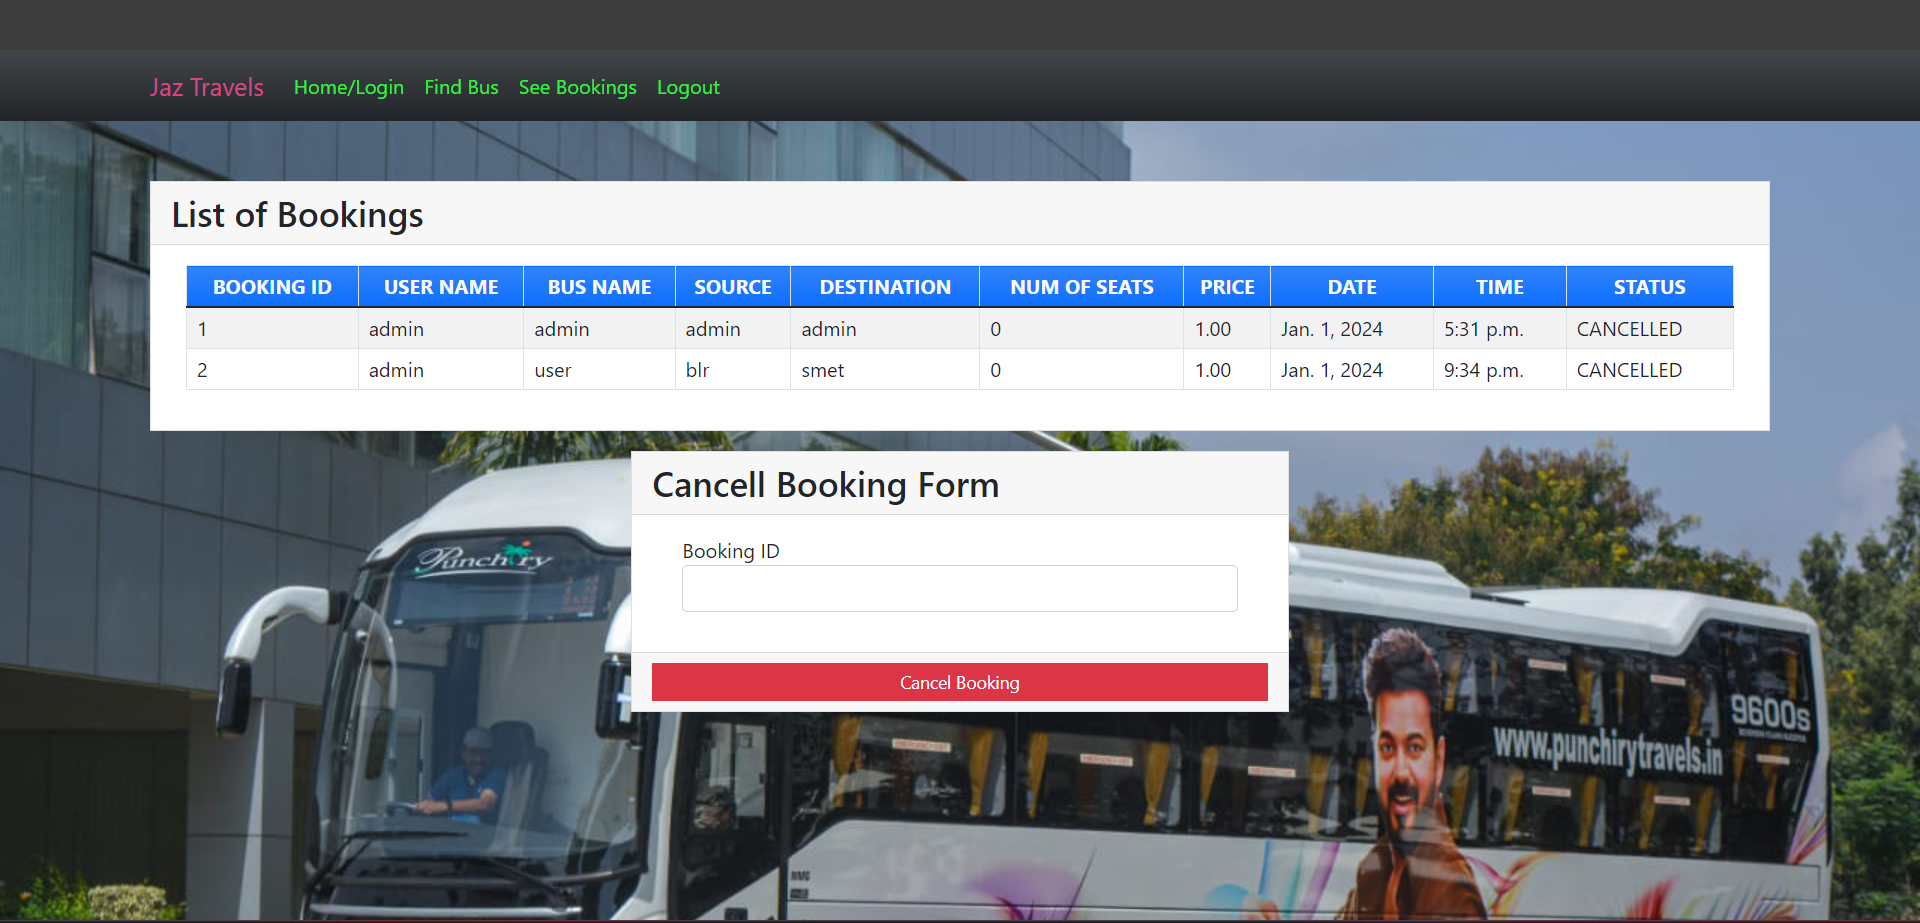 Jaz Travels Home/Login Find Bus See Bookings Logout
List of Bookings
BOOKING ID USER NAME BUS NAME SOURCE DESTINATION NUM OF SEATS PRICE DATE TIME STATUS
1 admin admin admin admin 0 1.00 Jan. 1, 2024 5:31 p.m. CANCELLED
2 admin user blr smet 0 1.00 Jan. 1, 2024 9:34 p.m. CANCELLED
Cancell Booking Form
Booking ID
Cancel Booking
Punchiry
9600s
www.punchirytravels.in